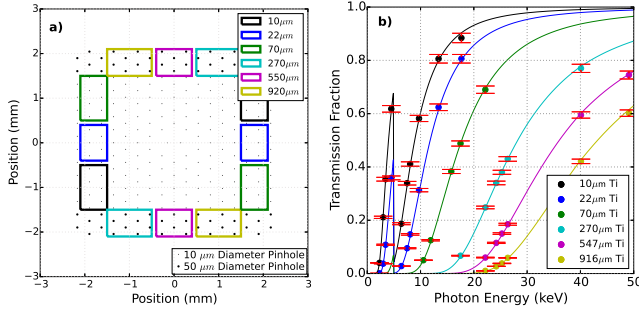 a)
3
2
1
0
−1
−2
−3
−3
−2
−1
0
1
2
3
Position (mm)
Position (mm)
10μm
22μm
70μm
270μm
550μm
920μm
10 μm Diameter Pinhole
50 μm Diameter Pinhole
b)
1.0
0.8
0.6
0.4
0.2
0.0
0
10
20
30
40
50
Transmission Fraction
Photon Energy (keV)
10μm Ti
22μm Ti
70μm Ti
270μm Ti
547μm Ti
916μm Ti